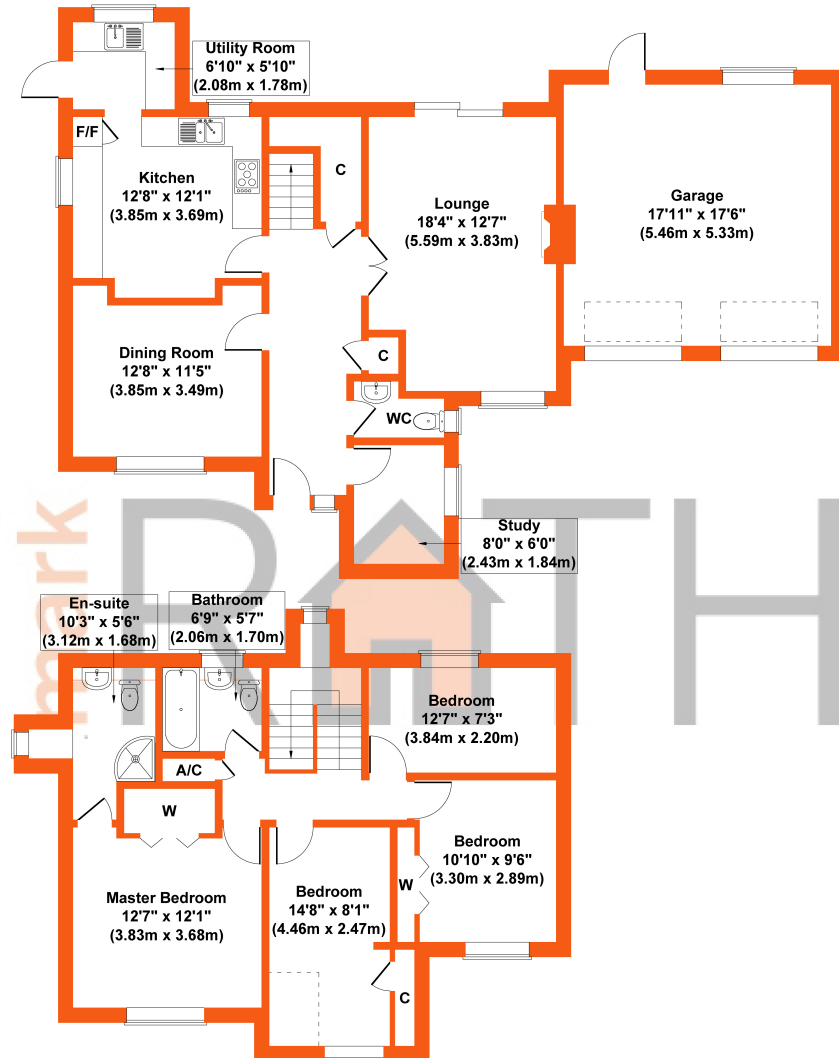 Utility Room
6'10" x 5'10"
(2.08m x 1.78m)
F/F
Kitchen
12'8" x 12'1"
(3.85m x 3.69m)
C
Lounge
18'4" x 12'7"
(5.59m x 3.83m)
Garage
17'11" x 17'6"
(5.46m x 5.33m)
Dining Room
12'8" x 11'5"
(3.85m x 3.49m)
C
WC
Study
8'0" x 6'0"
(2.43m x 1.84m)
mark
RATH
En-suite
10'3" x 5'6"
(3.12m x 1.68m)
Bathroom
6'9" x 5'7"
(2.06m x 1.70m)
Bedroom
12'7" x 7'3"
(3.84m x 2.20m)
A/C
W
Bedroom
10'10" x 9'6"
(3.30m x 2.89m)
W
Master Bedroom
12'7" x 12'1"
(3.83m x 3.68m)
Bedroom
14'8" x 8'1"
(4.46m x 2.47m)
C